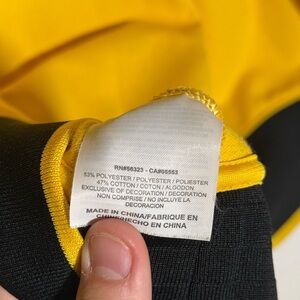 RN#56323 - CA#05553
53% POLYESTER / POLYESTER / POLIESTER
47% COTTON / COTON / ALGODON
EXCLUSIVE OF DECORATION / DECORATION
NON COMPRISE / NO INCLUYE LA
DECORACION
MADE IN CHINA/FABRIQUE EN
CHINE/HECHO EN CHINA